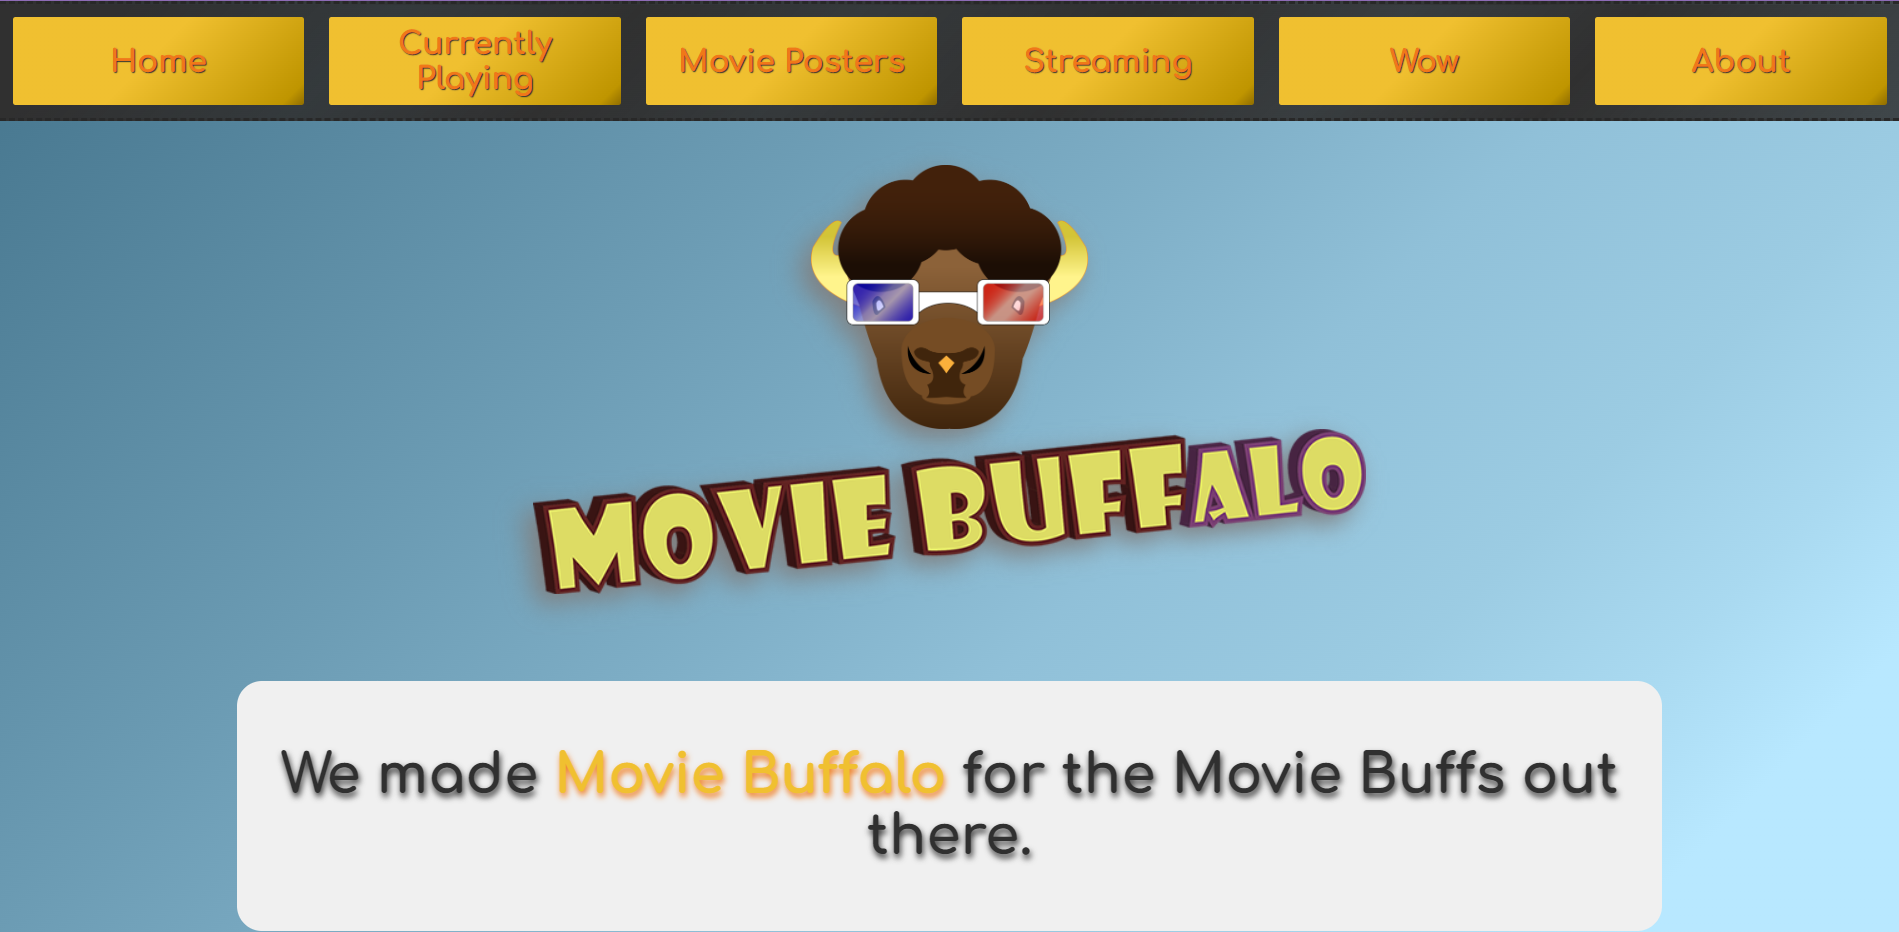 Home
Currently
Playing
Movie Posters
Streaming
Wow
About
MOVIE BUFFALO
We made Movie Buffalo for the Movie Buffs out
there.